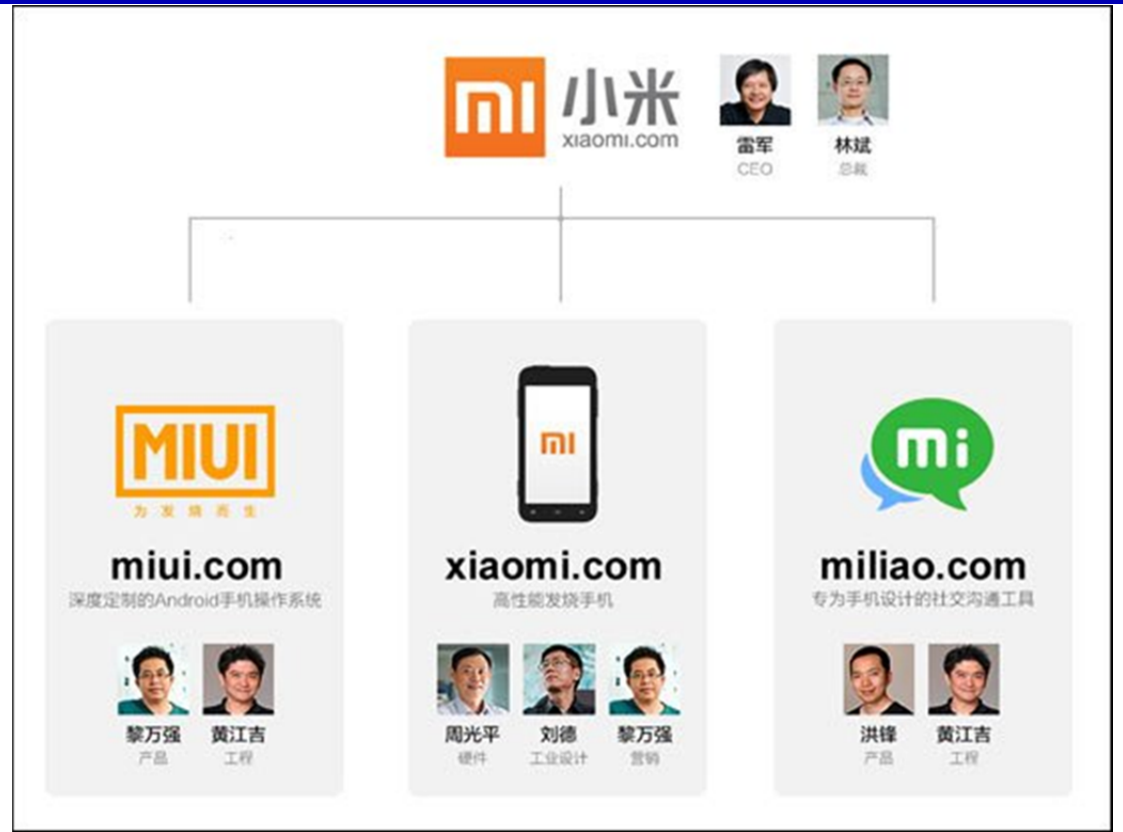 mi 小米
xiaomi.com
雷军 林斌
CEO 总裁
MIUI
为发烧而生
miui.com
深度定制的Android手机操作系统
黎万强 黄江吉
产品 工程
mi
xiaomi.com
高性能发烧手机
周光平 刘德 黎万强
硬件 工业设计 营销
mi
miliao.com
专为手机设计的社交沟通工具
洪锋 黄江吉
产品 工程